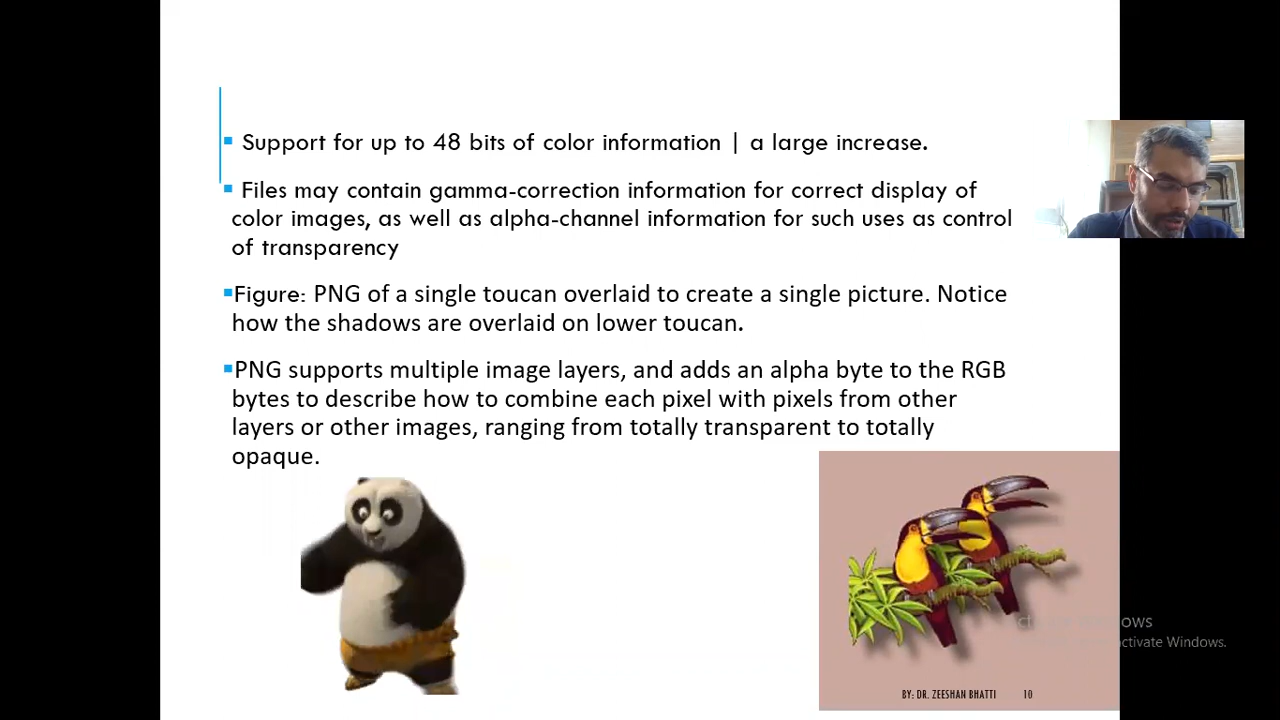 ▪ Support for up to 48 bits of color information | a large increase.
▪ Files may contain gamma-correction information for correct display of
color images, as well as alpha-channel information for such uses as control
of transparency
▪Figure: PNG of a single toucan overlaid to create a single picture. Notice
how the shadows are overlaid on lower toucan.
▪PNG supports multiple image layers, and adds an alpha byte to the RGB
bytes to describe how to combine each pixel with pixels from other
layers or other images, ranging from totally transparent to totally
opaque.
ctivate Windows.
BY: DR. ZEESHAN BHATTI 10